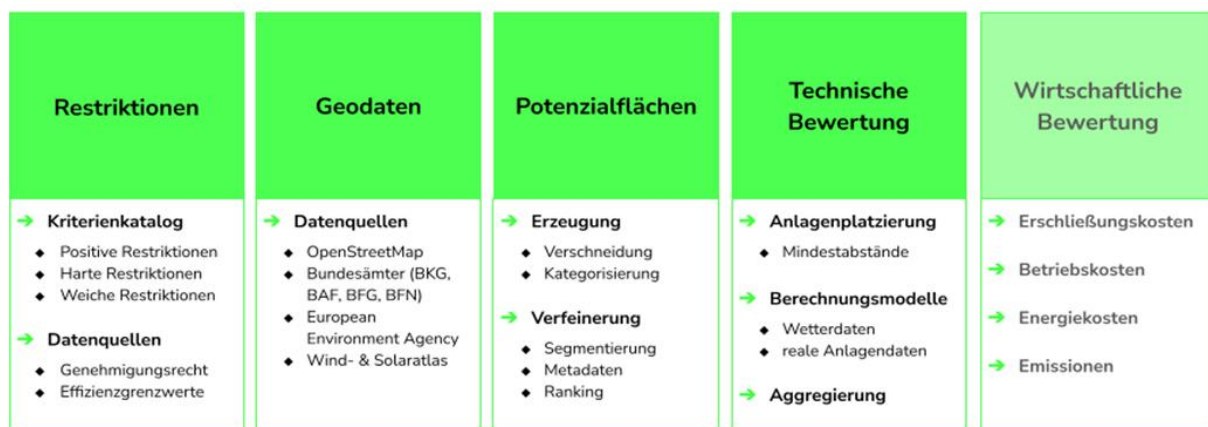 Restriktionen
Kriterienkatalog
Positive Restriktionen
Harte Restriktionen
Weiche Restriktionen
Datenquellen
Genehmigungsrecht
Effizienzgrenzwerte
Geodaten
Datenquellen
OpenStreetMap
Bundesämter (BKG,
BAF, BFG, BFN)
European
Environment Agency
Wind- & Solaratlas
Potenzialflächen
Erzeugung
Verschneidung
Kategorisierung
Verfeinerung
Segmentierung
Metadaten
Ranking
Technische
Bewertung
Anlagenplatzierung
Mindestabstände
Berechnungsmodelle
Wetterdaten
reale Anlagendaten
Aggregierung
Wirtschaftliche
Bewertung
Erschließungskosten
Betriebskosten
Energiekosten
Emissionen